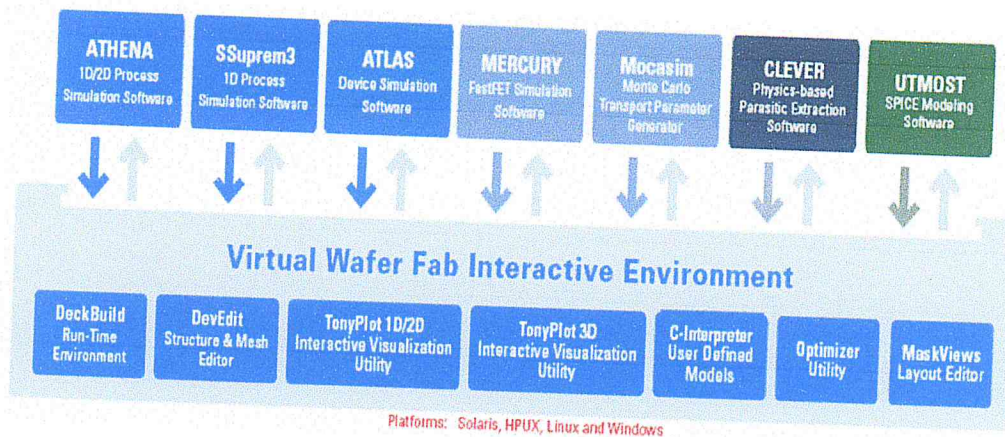 ATHENA
1D/2D Process
Simulation Software
SSuprem3
1D Process
Simulation Software
ATLAS
Device Simulation
Software
MERCURY
FastFET Simulation
Software
Mocasim
Monte Carlo
Transport Parameter
Generator
CLEVER
Physics-based
Parasitic Extraction
Software
UTMOST
SPICE Modeling
Software
Virtual Wafer Fab Interactive Environment
DeckBuild
Run-Time
Environment
DevEdit
Structure & Mesh
Editor
TonyPlot 1D/2D
Interactive Visualization
Utility
TonyPlot 3D
Interactive Visualization
Utility
C-Interpreter
User Defined
Models
Optimizer
Utility
MaskViews
Layout Editor
Platforms: Solaris, HPUX, Linux and Windows